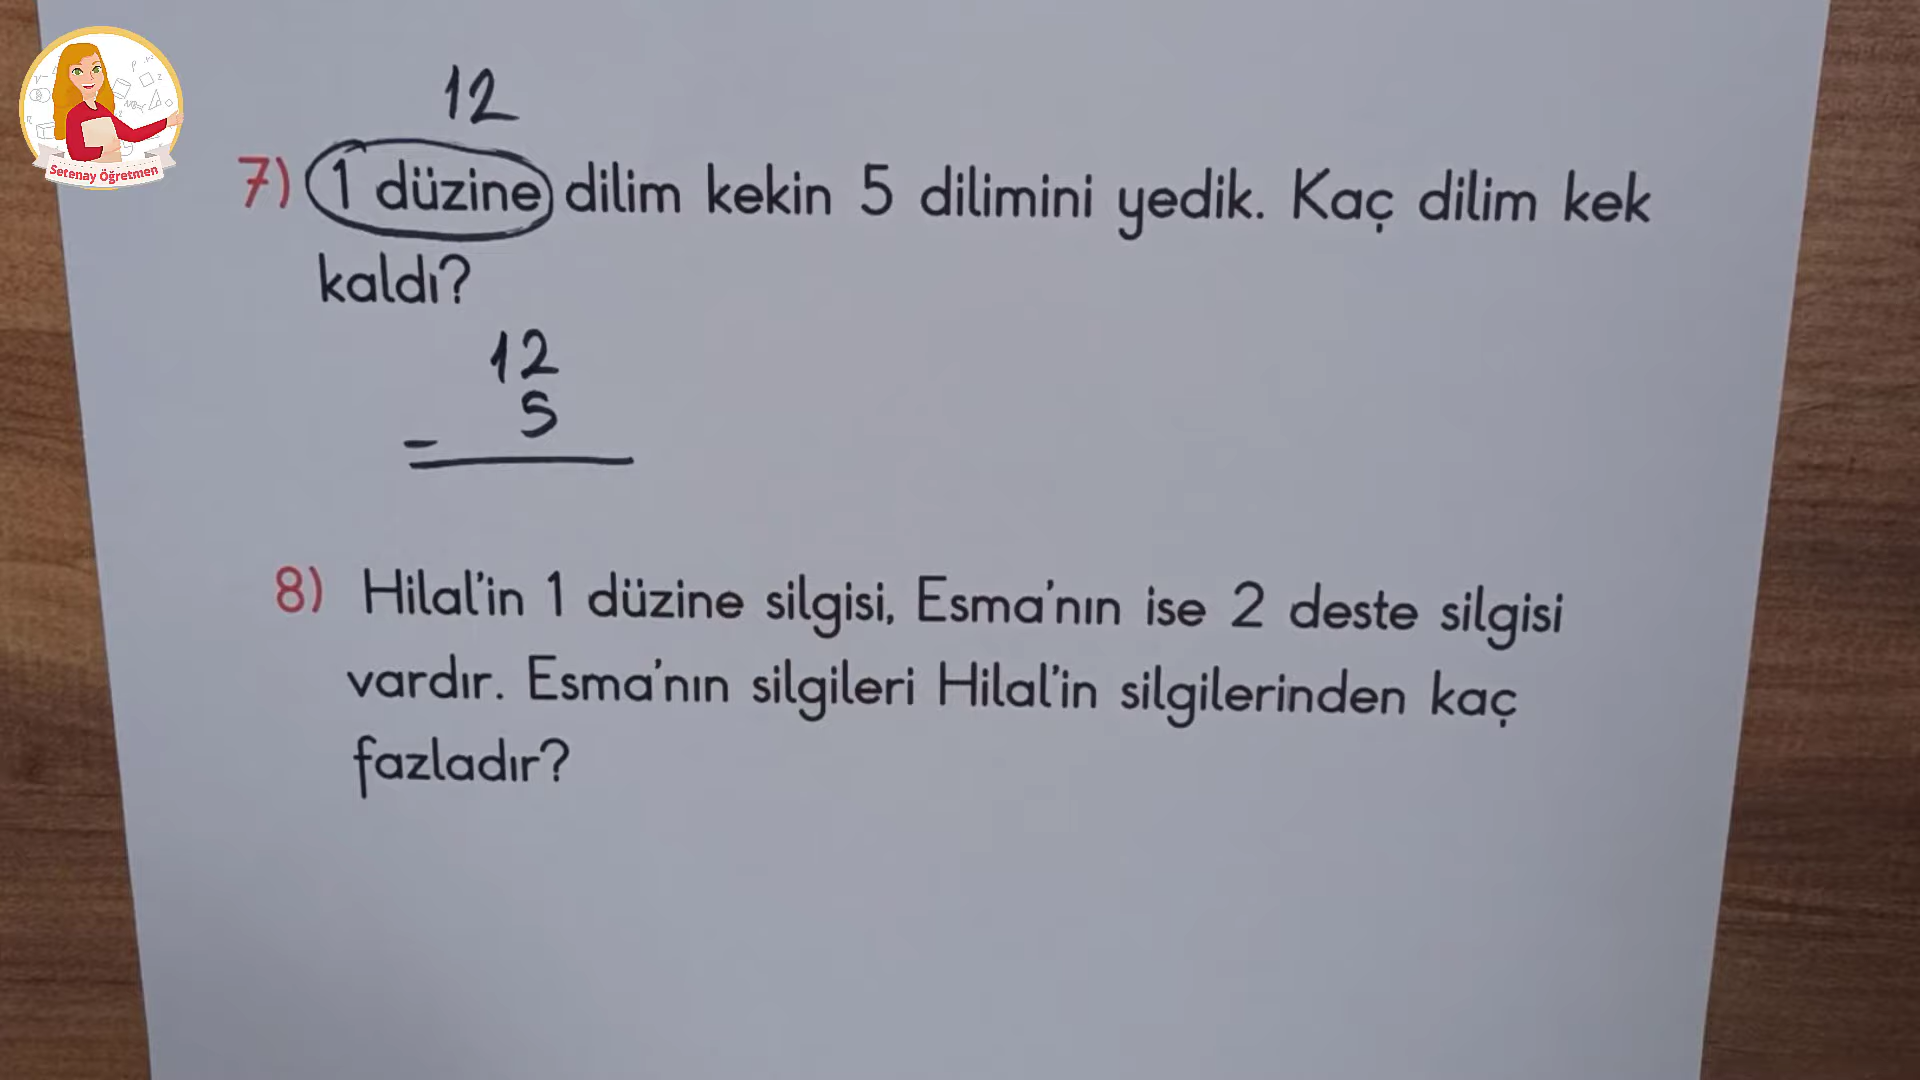 Setenay Öğretmen
12
7) 1 düzine dilim kekin 5 dilimini yedik. Kaç dilim kek
kaldı?
12
5
-
8) Hilal'in 1 düzine silgisi, Esma'nın ise 2 deste silgisi
vardır. Esma'nın silgileri Hilal'in silgilerinden kaç
fazladır?